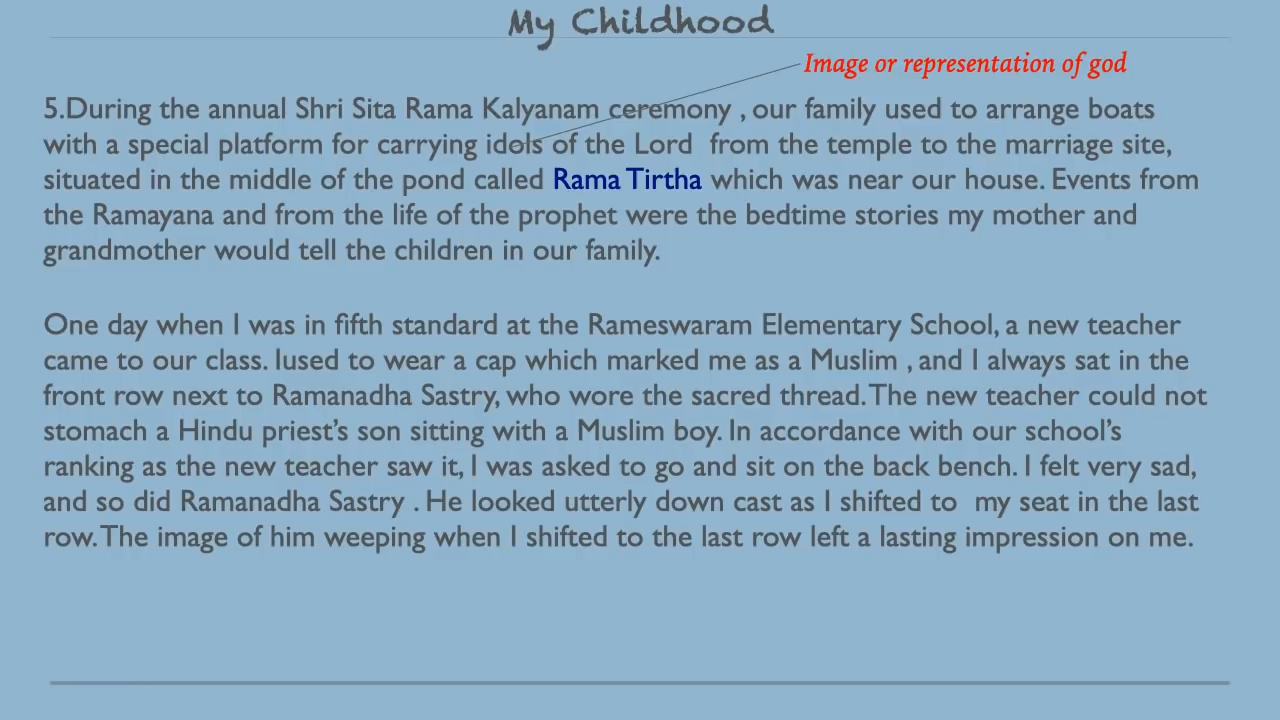 My Childhood
Image or representation of god
5.During the annual Shri Sita Rama Kalyanam ceremony , our family used to arrange boats
with a special platform for carrying idols of the Lord  from the temple to the marriage site,
situated in the middle of the pond called Rama Tirtha which was near our house. Events from
the Ramayana and from the life of the prophet were the bedtime stories my mother and
grandmother would tell the children in our family.
One day when I was in fifth standard at the Rameswaram Elementary School, a new teacher
came to our class. Iused to wear a cap which marked me as a Muslim , and I always sat in the
front row next to Ramanadha Sastry, who wore the sacred thread. The new teacher could not
stomach a Hindu priest’s son sitting with a Muslim boy. In accordance with our school’s
ranking as the new teacher saw it, I was asked to go and sit on the back bench. I felt very sad,
and so did Ramanadha Sastry . He looked utterly down cast as I shifted to  my seat in the last
row. The image of him weeping when I shifted to the last row left a lasting impression on me.